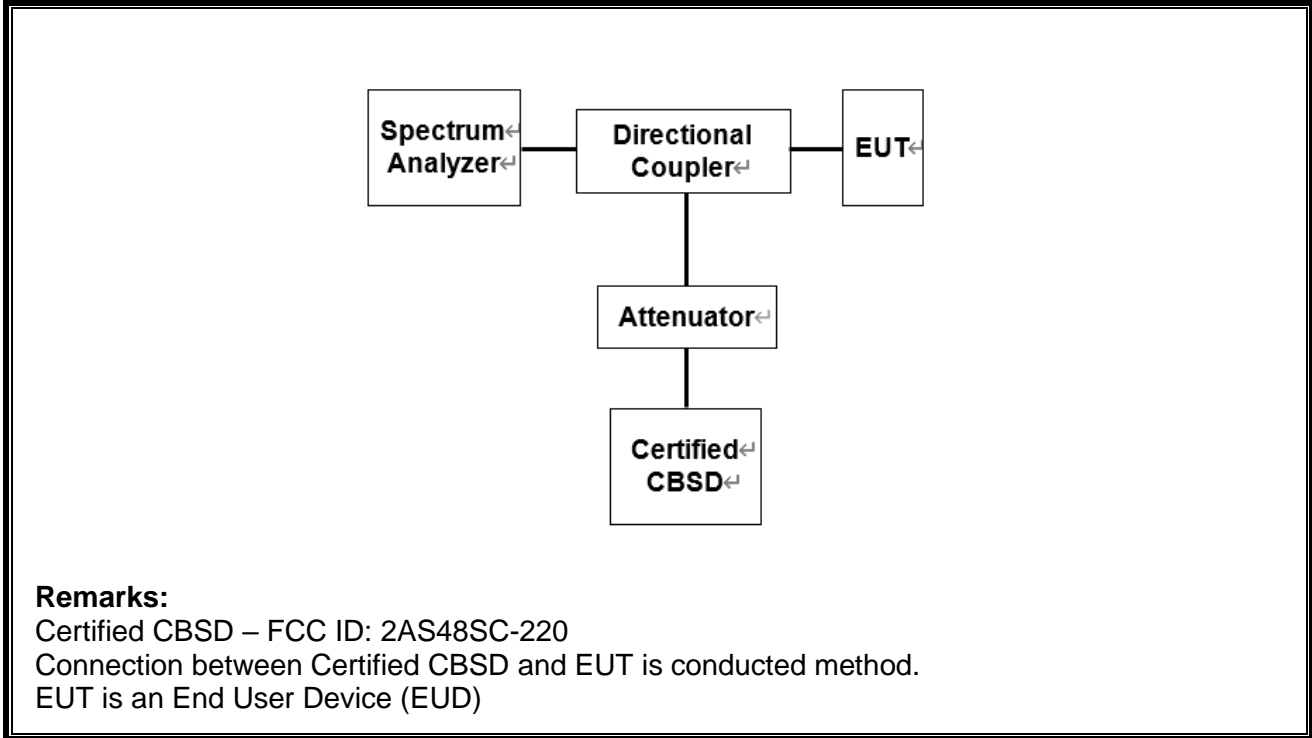 Spectrum↵
Analyzer↵
Directional
Coupler↵
EUT↵
Attenuator↵
Certified↵
CBSD↵
Remarks:
Certified CBSD – FCC ID: 2AS48SC-220
Connection between Certified CBSD and EUT is conducted method.
EUT is an End User Device (EUD)